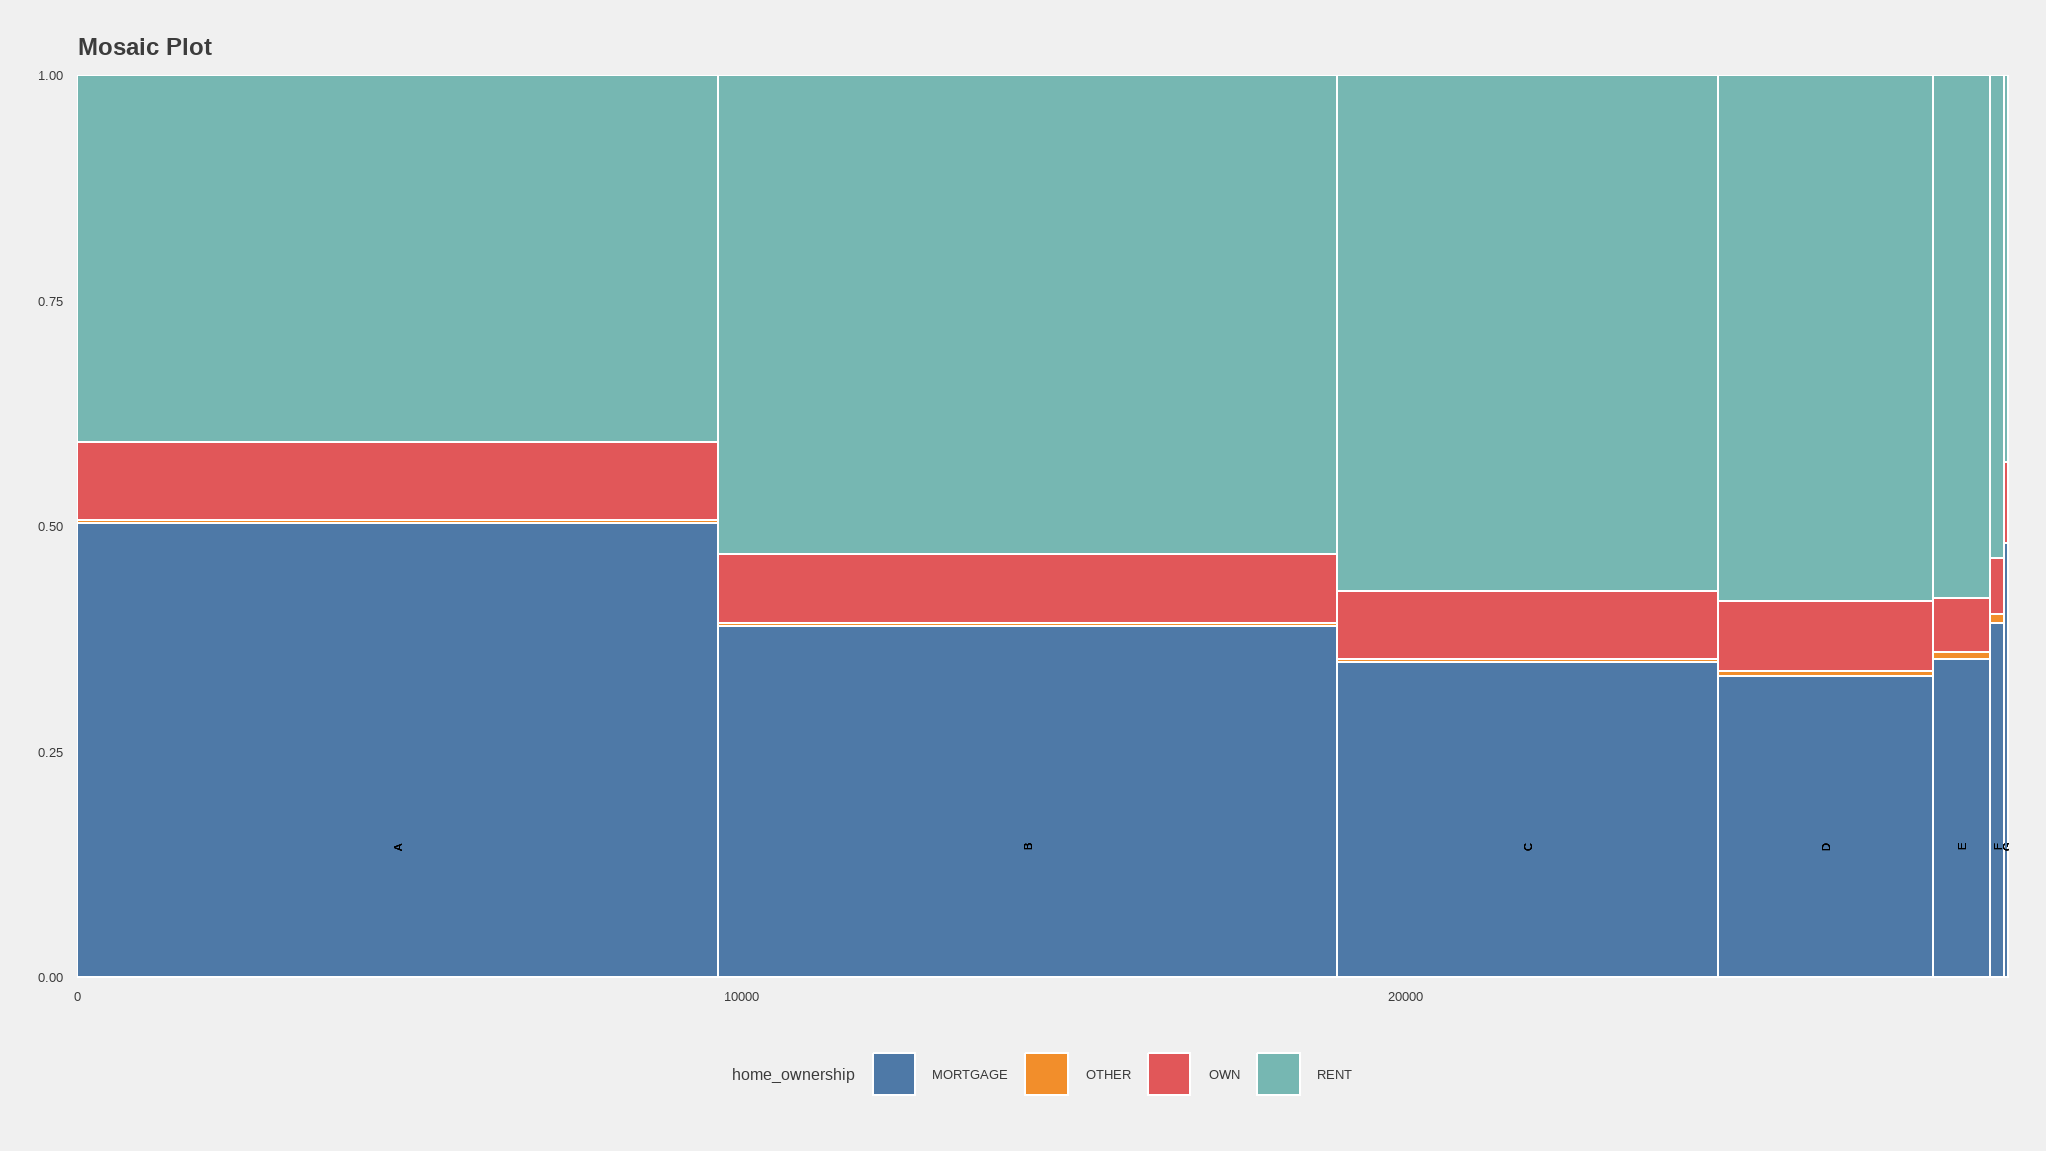 Mosaic Plot
1.00
0.75
0.50
0.25
0.00
A
B
C
D
E
F
0
10000
20000
home_ownership MORTGAGE OTHER OWN RENT